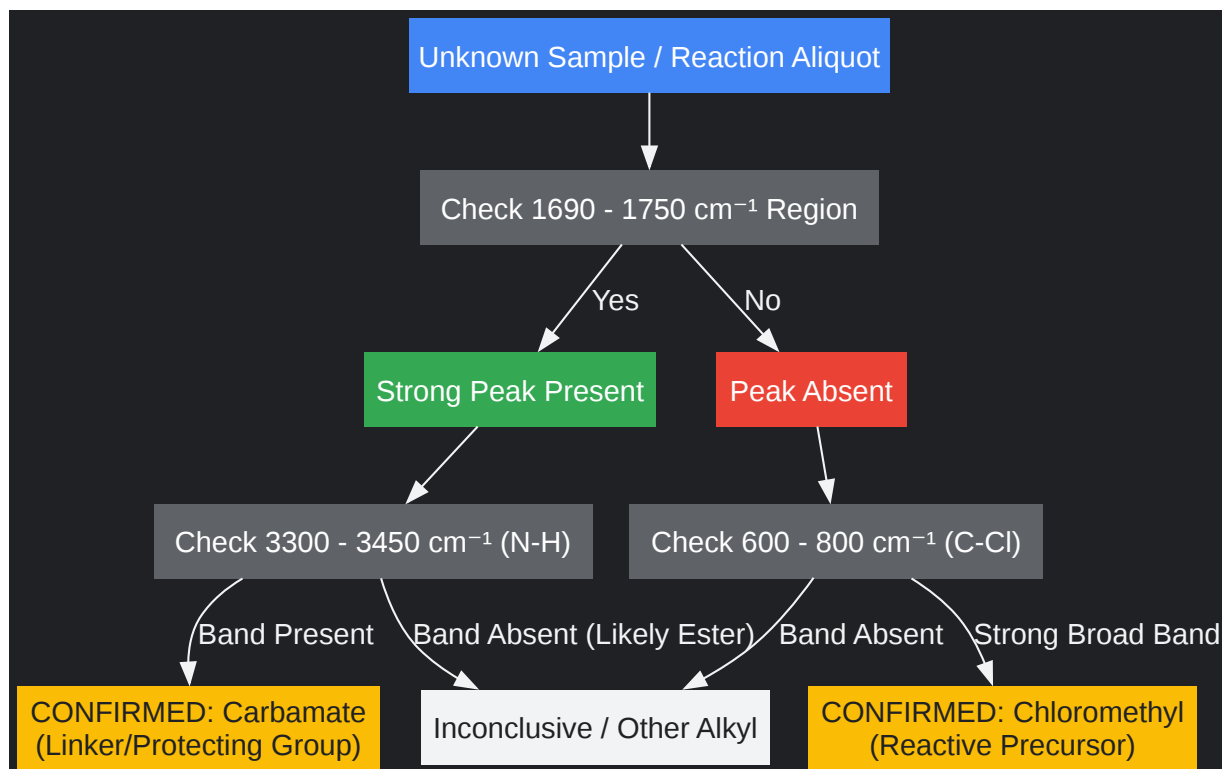 Unknown Sample / Reaction Aliquot
Check 1690 - 1750 cm⁻¹ Region
Yes
No
Strong Peak Present
Peak Absent
Check 3300 - 3450 cm⁻¹ (N-H)
Check 600 - 800 cm⁻¹ (C-Cl)
Band Present
Band Absent (Likely Ester)
Band Absent
Strong Broad Band
CONFIRMED: Carbamate
(Linker/Protecting Group)
Inconclusive / Other Alkyl
CONFIRMED: Chloromethyl
(Reactive Precursor)